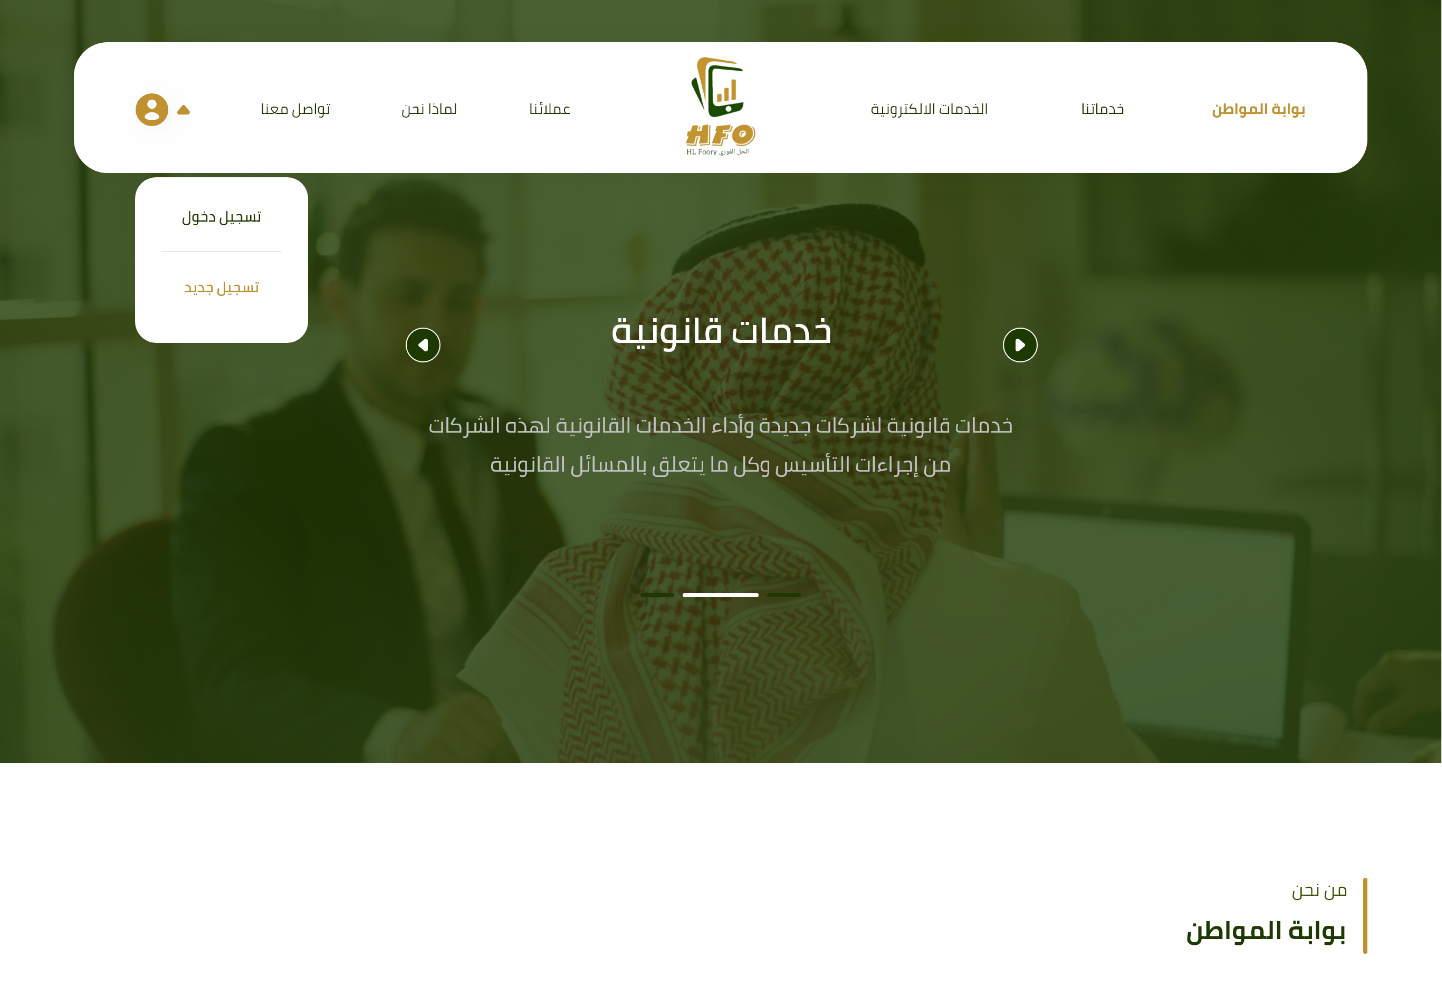 بوابة المواطن
خدماتنا
الخدمات الالكترونية
HFO
HL Foory الحل الفوري
عملائنا
لماذا نحن
تواصل معنا
تسجيل دخول
تسجيل جديد
خدمات قانونية
خدمات قانونية لشركات جديدة وأداء الخدمات القانونية لهذه الشركات
من إجراءات التأسيس وكل ما يتعلق بالمسائل القانونية
من نحن
بوابة المواطن